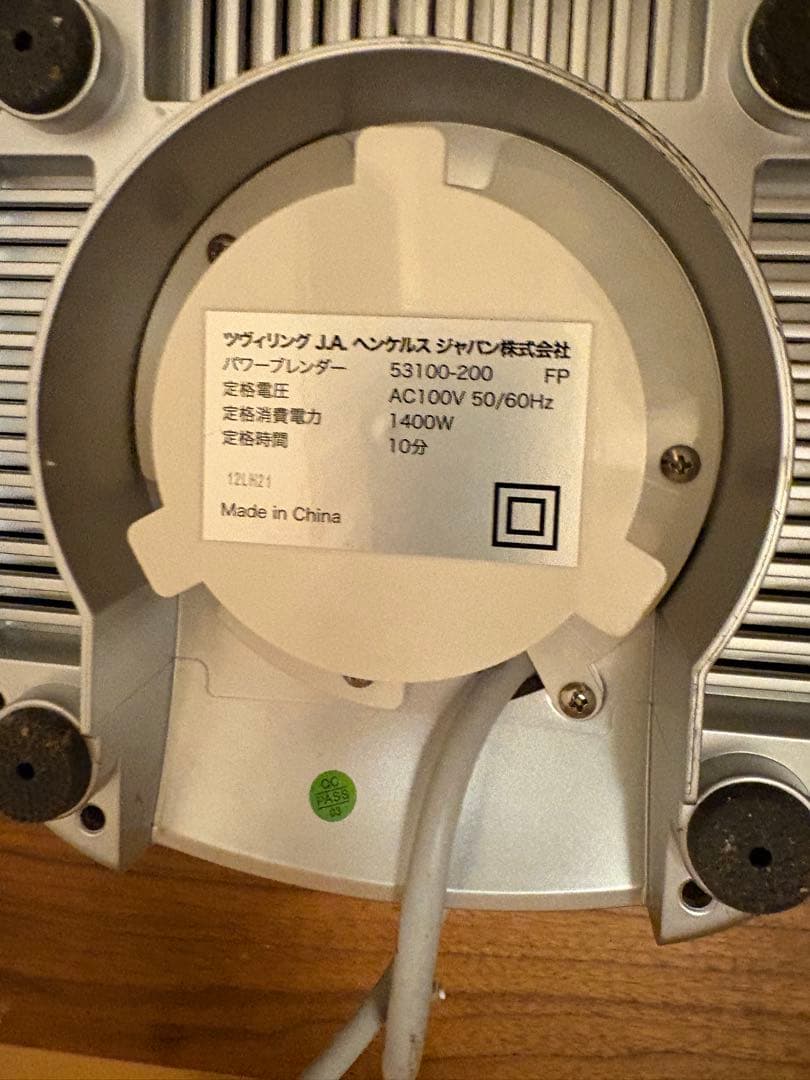 ツヴィリング J.A. ヘンケルス ジャパン株式会社
パワーブレンダー 53100-200 FP
定格電圧 AC100V 50/60Hz
定格消費電力 1400W
定格時間 10分
12LH21
Made in China
QC
PASS
03